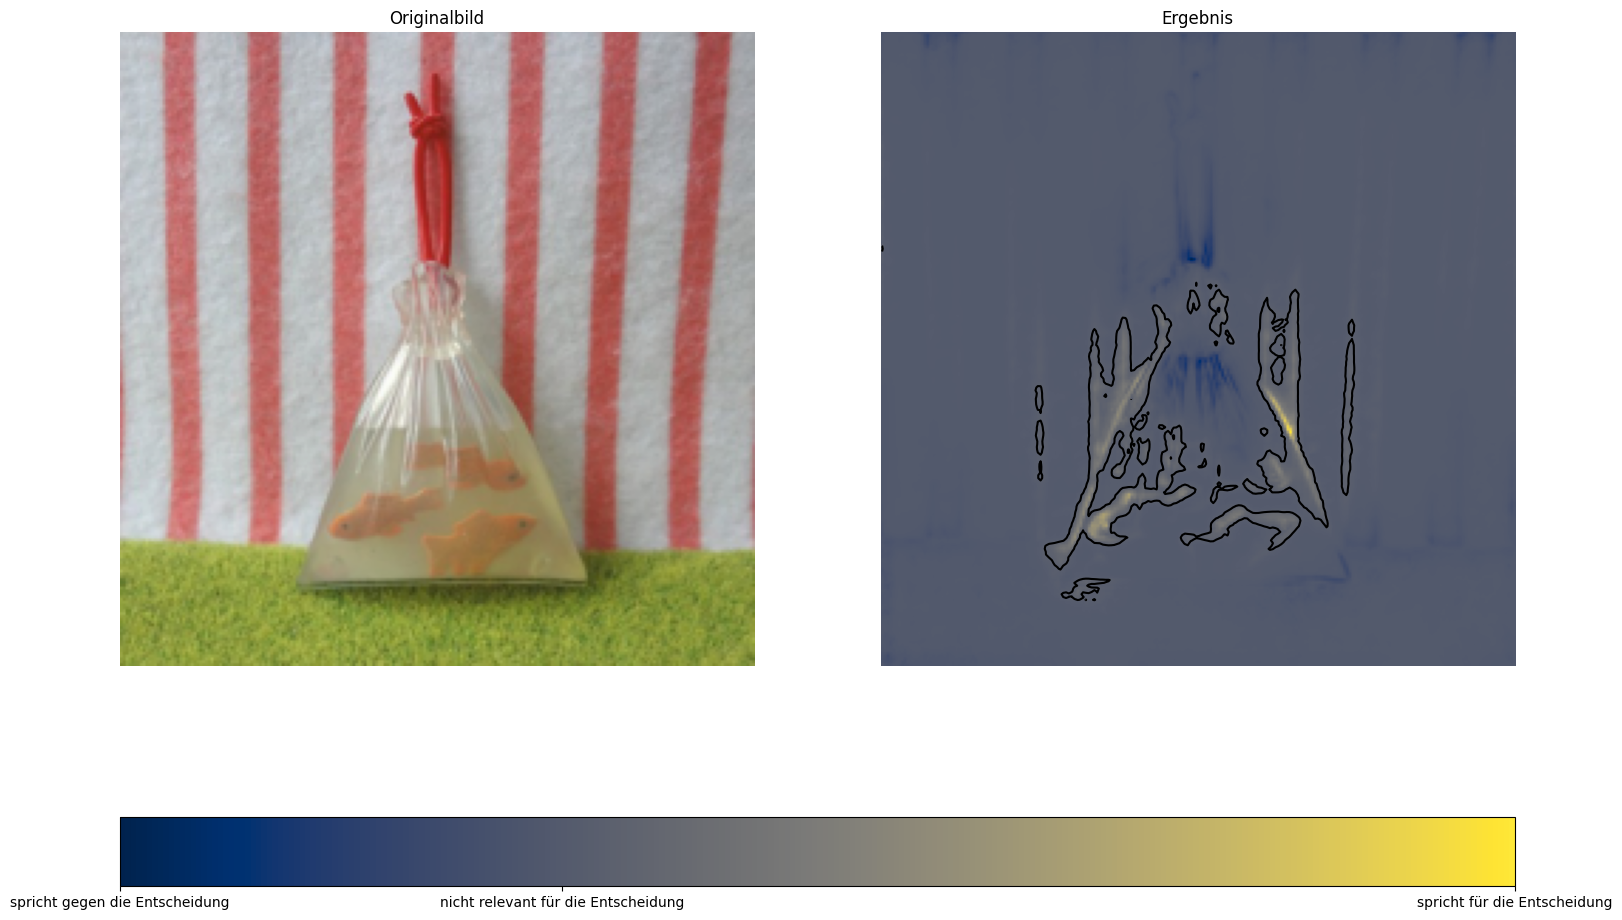 Originalbild
Ergebnis
spricht gegen die Entscheidung
nicht relevant für die Entscheidung
spricht für die Entscheidung